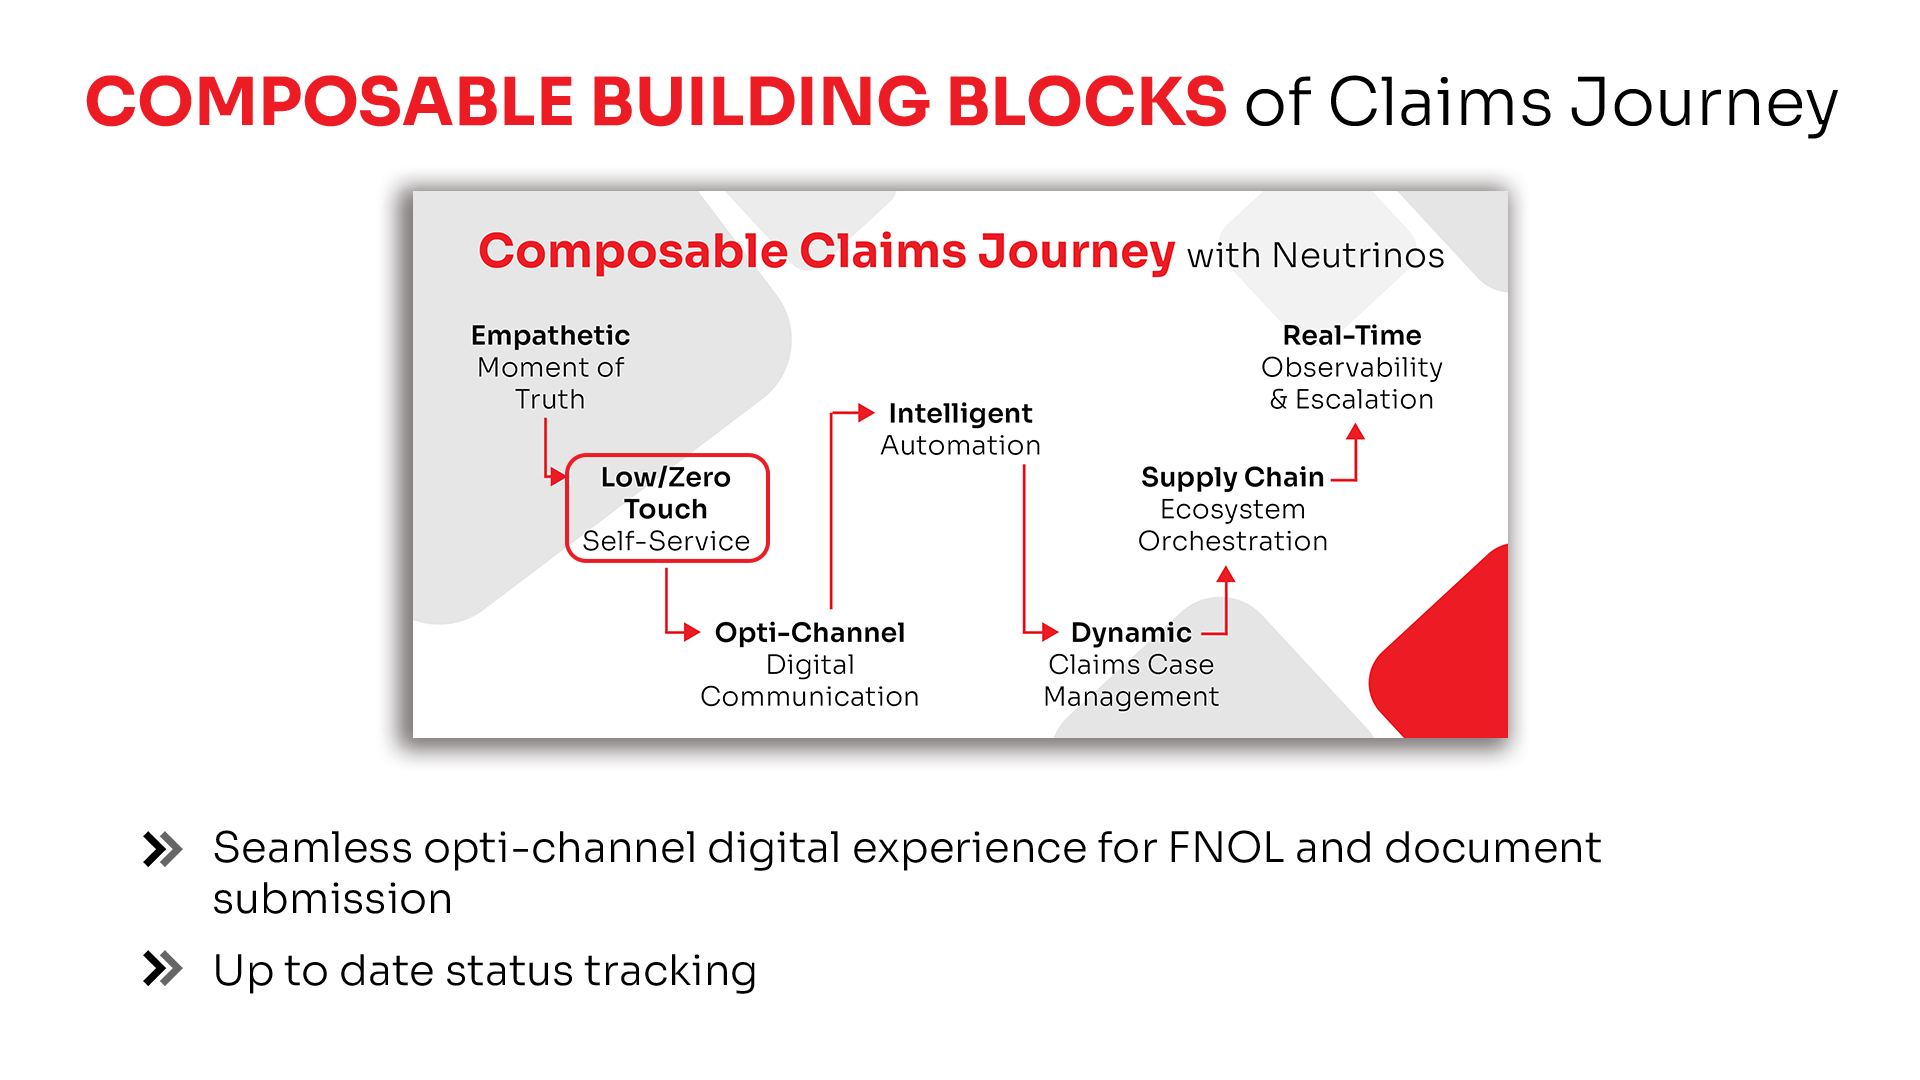 COMPOSABLE BUILDING BLOCKS of Claims Journey
Composable Claims Journey with Neutrinos
Empathetic
Moment of
Truth
Low/Zero
Touch
Self-Service
Opti-Channel
Digital
Communication
Intelligent
Automation
Dynamic
Claims Case
Management
Supply Chain
Ecosystem
Orchestration
Real-Time
Observability
& Escalation
Seamless opti-channel digital experience for FNOL and document
submission
Up to date status tracking